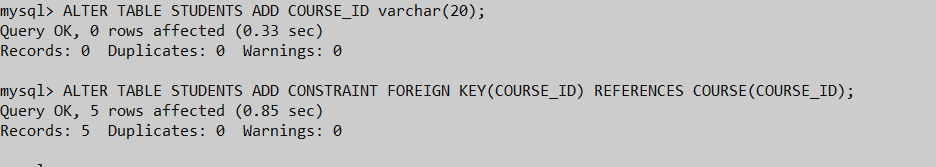 mysql> ALTER TABLE STUDENTS ADD COURSE_ID varchar(20);
Query OK, 0 rows affected (0.33 sec)
Records: 0  Duplicates: 0  Warnings: 0
mysql> ALTER TABLE STUDENTS ADD CONSTRAINT FOREIGN KEY(COURSE_ID) REFERENCES COURSE(COURSE_ID);
Query OK, 5 rows affected (0.85 sec)
Records: 5  Duplicates: 0  Warnings: 0